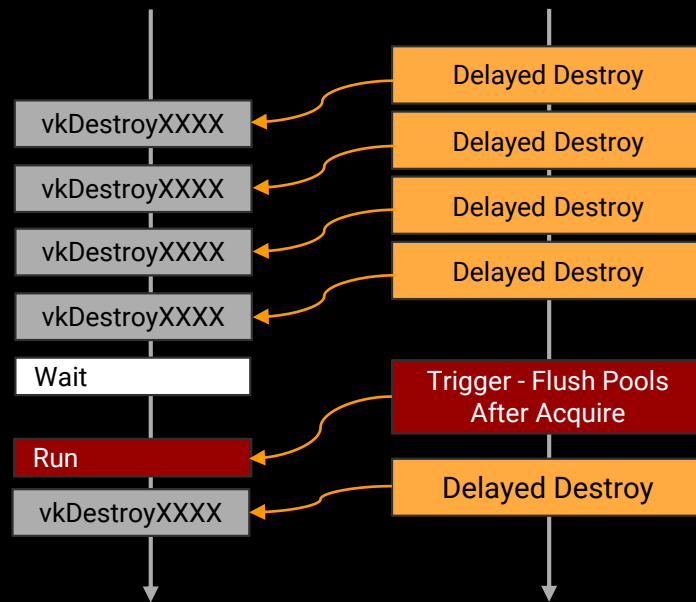 Delayed Destroy
vkDestroyXXXX
Delayed Destroy
vkDestroyXXXX
Delayed Destroy
vkDestroyXXXX
Delayed Destroy
vkDestroyXXXX
Wait
Trigger - Flush Pools
After Acquire
Run
Delayed Destroy
vkDestroyXXXX